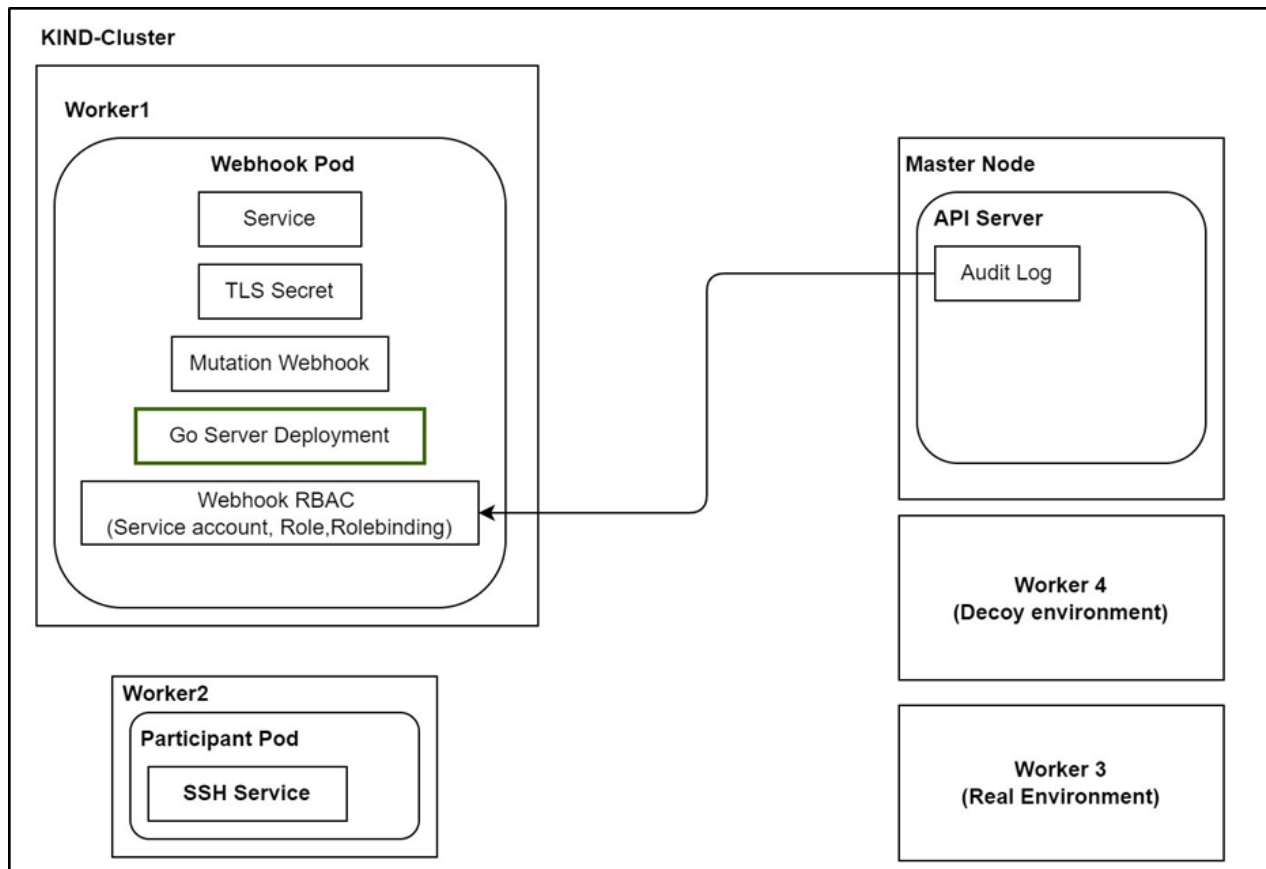 KIND-Cluster
Worker1
Webhook Pod
Service
TLS Secret
Mutation Webhook
Go Server Deployment
Webhook RBAC
(Service account, Role,Rolebinding)
Worker2
Participant Pod
SSH Service
Master Node
API Server
Audit Log
Worker 4
(Decoy environment)
Worker 3
(Real Environment)